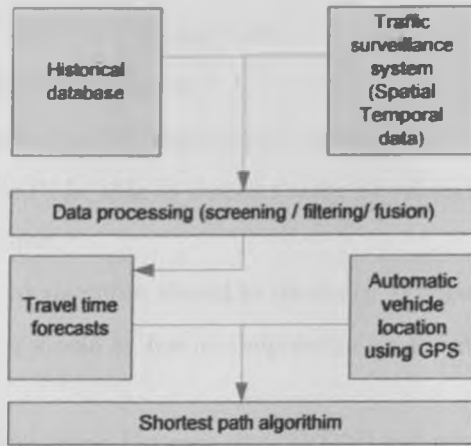 Historical
database
Traffic
surveillance
system
(Spatial
Temporal
data)
Data processing (screening / filtering/ fusion)
Travel time
forecasts
Automatic
vehicle
location
using GPS
Shortest path algorithim